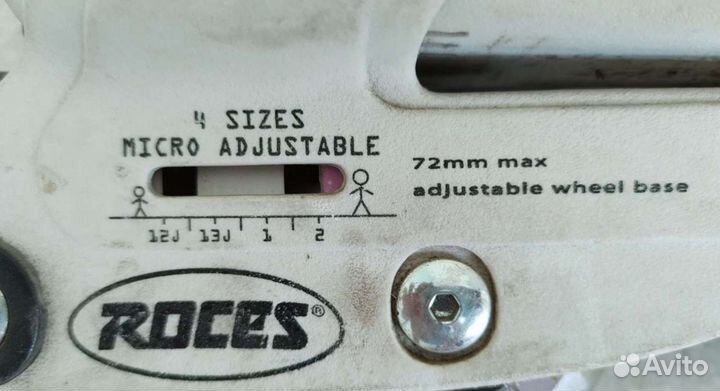 4 SIZES
MICRO ADJUSTABLE
72mm max
adjustable wheel base
12J 13J 1 2
ROCES®
Avito